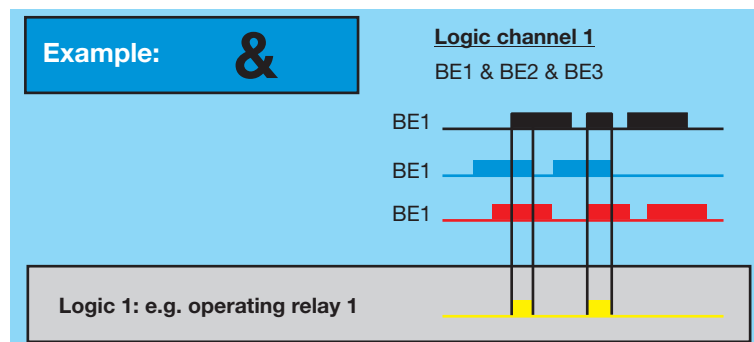 Example: &
Logic channel 1
BE1 & BE2 & BE3
BE1
BE1
BE1
Logic 1: e.g. operating relay 1